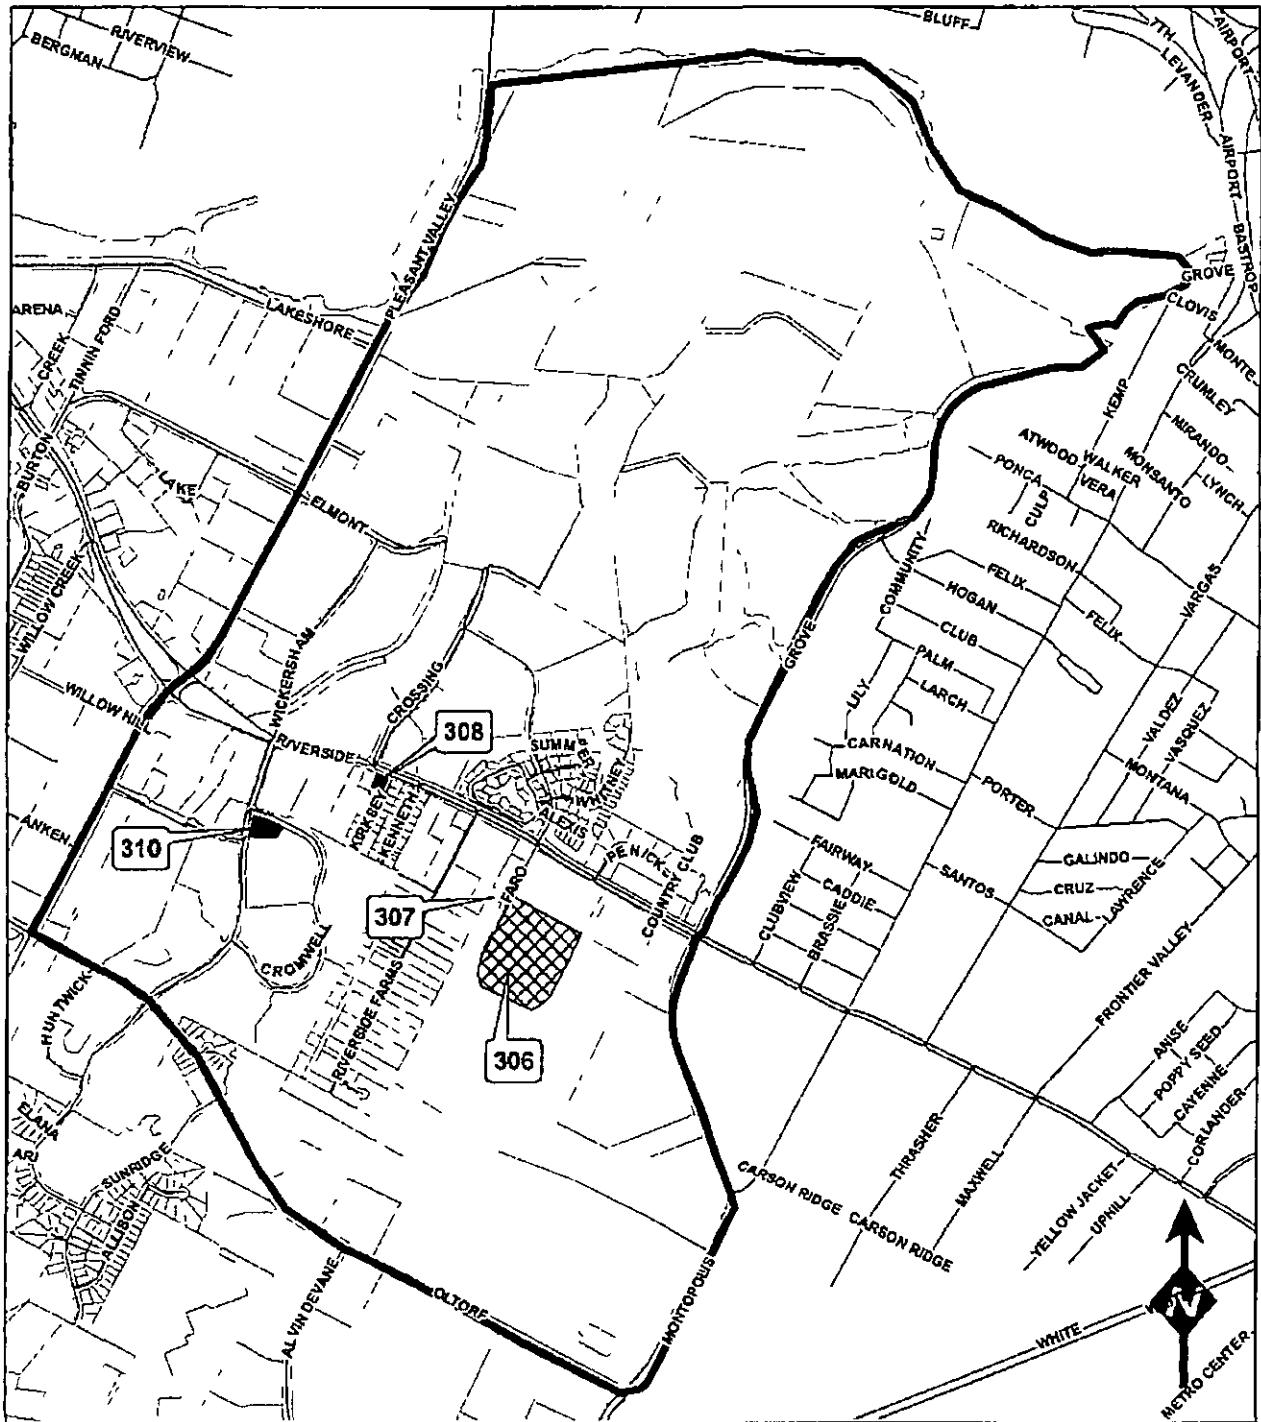 BLUFF
7TH
AIRPORT
RIVERVIEW
BERGMAN
LEVANDER
AIRPORT
BASTROP
PLEASANT VALLEY
GROVE
CLOVIS
LAKESHORE
ARENA
CREEK
TINNIN FORD
MONTE
CRUMLEY
KEMP
BURTON
LAKE
ATWOOD
WALKER
VERA
MONSANTO
MIRANDO
LYNCH
PONCA
CULP
ELMONT
RICHARDSON
WILLOW CREEK
COMMUNITY
FELIX
HOGAN
FELIX
VARGAS
CLUB
GROVE
PALM
LARCH
LILY
WICKERSHAM
CROSSING
WILLOW HILL
RIVERSIDE
308
SUMMER
WHITNEY
ALEXIS
CARNATION
MARIGOLD
PORTER
VALDEZ
VASQUEZ
MONTANA
KIRKSEY
KENNETH
ANKEN
310
PENICK
COUNTRY CLUB
FAIRWAY
CADDIE
SANTOS
GALINDO
CRUZ
CANAL
LAWRENCE
CLUBVIEW
BRASSIE
307
FARO
CROMWELL
RIVERSIDE FARMS
306
HUNTWICK
FRONTIER VALLEY
ANISE
POPPY SEED
CAYENNE
CORIANDER
ELANA
SUNRIDGE
ALLISON
THRASHER
MAXWELL
CARSON RIDGE
CARSON RIDGE
YELLOW JACKET
UPHILL
ALVIN DEVANE
OLTORF
MONTOPOLIS
WHITE
N
METRO CENTER